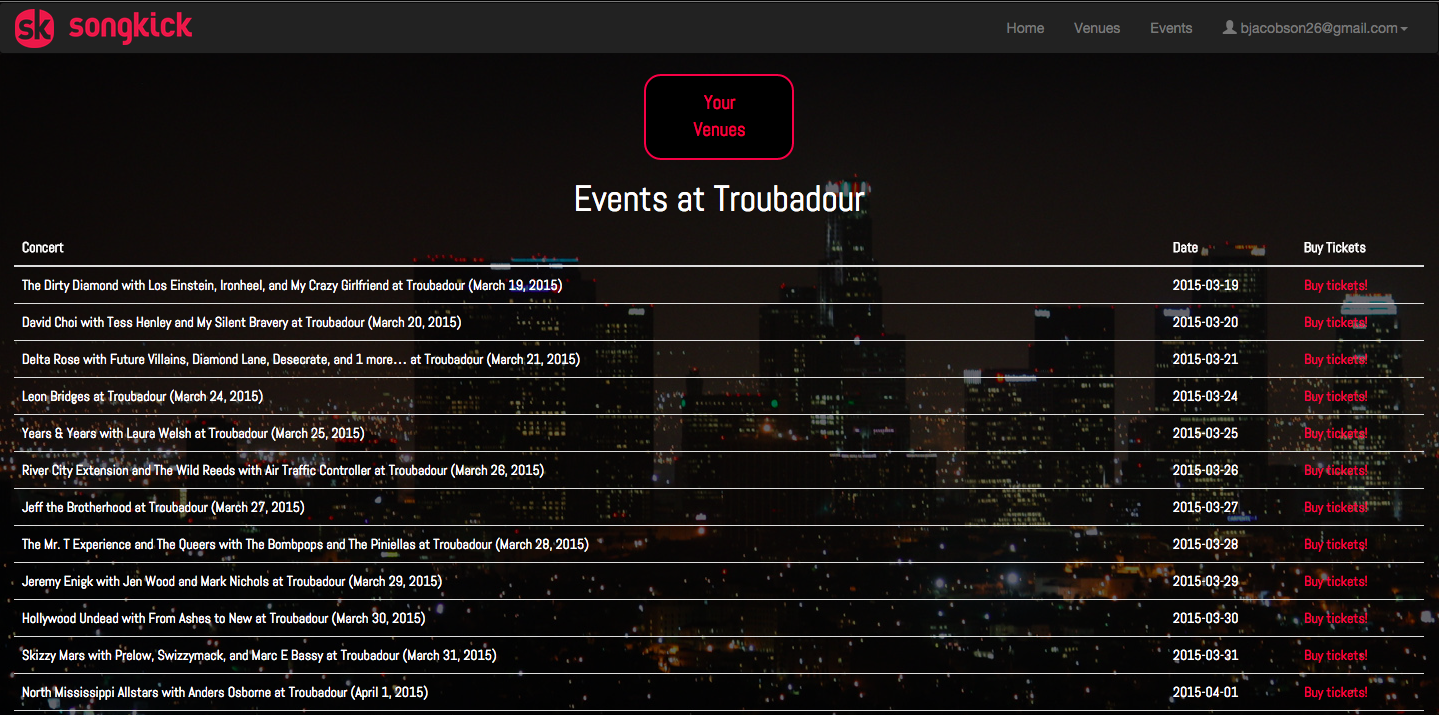 sk songkick
Home Venues Events bjacobson26@gmail.com
Your
Venues
Events at Troubadour
Concert Date Buy Tickets
The Dirty Diamond with Los Einstein, Ironheel, and My Crazy Girlfriend at Troubadour (March 19, 2015) 2015-03-19 Buy tickets!
David Choi with Tess Henley and My Silent Bravery at Troubadour (March 20, 2015) 2015-03-20 Buy tickets!
Delta Rose with Future Villains, Diamond Lane, Desecrate, and 1 more… at Troubadour (March 21, 2015) 2015-03-21 Buy tickets!
Leon Bridges at Troubadour (March 24, 2015) 2015-03-24 Buy tickets!
Years & Years with Laura Welsh at Troubadour (March 25, 2015) 2015-03-25 Buy tickets!
River City Extension and The Wild Reeds with Air Traffic Controller at Troubadour (March 26, 2015) 2015-03-26 Buy tickets!
Jeff the Brotherhood at Troubadour (March 27, 2015) 2015-03-27 Buy tickets!
The Mr. T Experience and The Queers with The Bombpops and The Piniellas at Troubadour (March 28, 2015) 2015-03-28 Buy tickets!
Jeremy Enigk with Jen Wood and Mark Nichols at Troubadour (March 29, 2015) 2015-03-29 Buy tickets!
Hollywood Undead with From Ashes to New at Troubadour (March 30, 2015) 2015-03-30 Buy tickets!
Skizzy Mars with Prelow, Swizzymack, and Marc E Bassy at Troubadour (March 31, 2015) 2015-03-31 Buy tickets!
North Mississippi Allstars with Anders Osborne at Troubadour (April 1, 2015) 2015-04-01 Buy tickets!